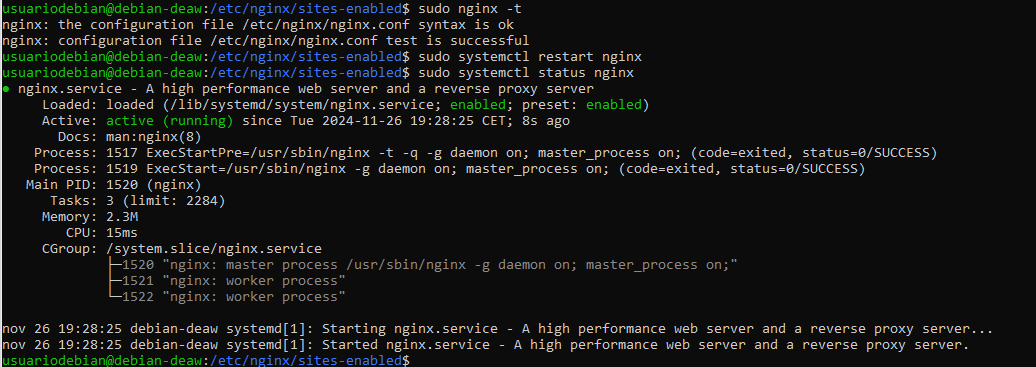 usuariodebian@debian-deaw:/etc/nginx/sites-enabled$ sudo nginx -t
nginx: the configuration file /etc/nginx/nginx.conf syntax is ok
nginx: configuration file /etc/nginx/nginx.conf test is successful
usuariodebian@debian-deaw:/etc/nginx/sites-enabled$ sudo systemctl restart nginx
usuariodebian@debian-deaw:/etc/nginx/sites-enabled$ sudo systemctl status nginx
● nginx.service - A high performance web server and a reverse proxy server
     Loaded: loaded (/lib/systemd/system/nginx.service; enabled; preset: enabled)
     Active: active (running) since Tue 2024-11-26 19:28:25 CET; 8s ago
       Docs: man:nginx(8)
    Process: 1517 ExecStartPre=/usr/sbin/nginx -t -q -g daemon on; master_process on; (code=exited, status=0/SUCCESS)
    Process: 1519 ExecStart=/usr/sbin/nginx -g daemon on; master_process on; (code=exited, status=0/SUCCESS)
   Main PID: 1520 (nginx)
      Tasks: 3 (limit: 2284)
     Memory: 2.3M
        CPU: 15ms
     CGroup: /system.slice/nginx.service
             ├─1520 "nginx: master process /usr/sbin/nginx -g daemon on; master_process on;"
             ├─1521 "nginx: worker process"
             └─1522 "nginx: worker process"

nov 26 19:28:25 debian-deaw systemd[1]: Starting nginx.service - A high performance web server and a reverse proxy server...
nov 26 19:28:25 debian-deaw systemd[1]: Started nginx.service - A high performance web server and a reverse proxy server.
usuariodebian@debian-deaw:/etc/nginx/sites-enabled$